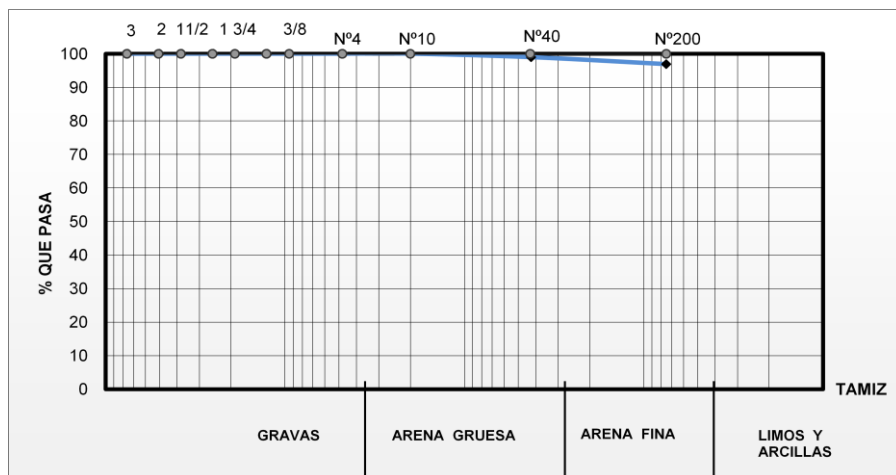 3 2 11/2 1 3/4 3/8 Nº4 Nº10 Nº40 Nº200
100
90
80
70
60
50
40
30
20
10
0
% QUE PASA
TAMIZ
GRAVAS
ARENA GRUESA
ARENA FINA
LIMOS Y
ARCILLAS